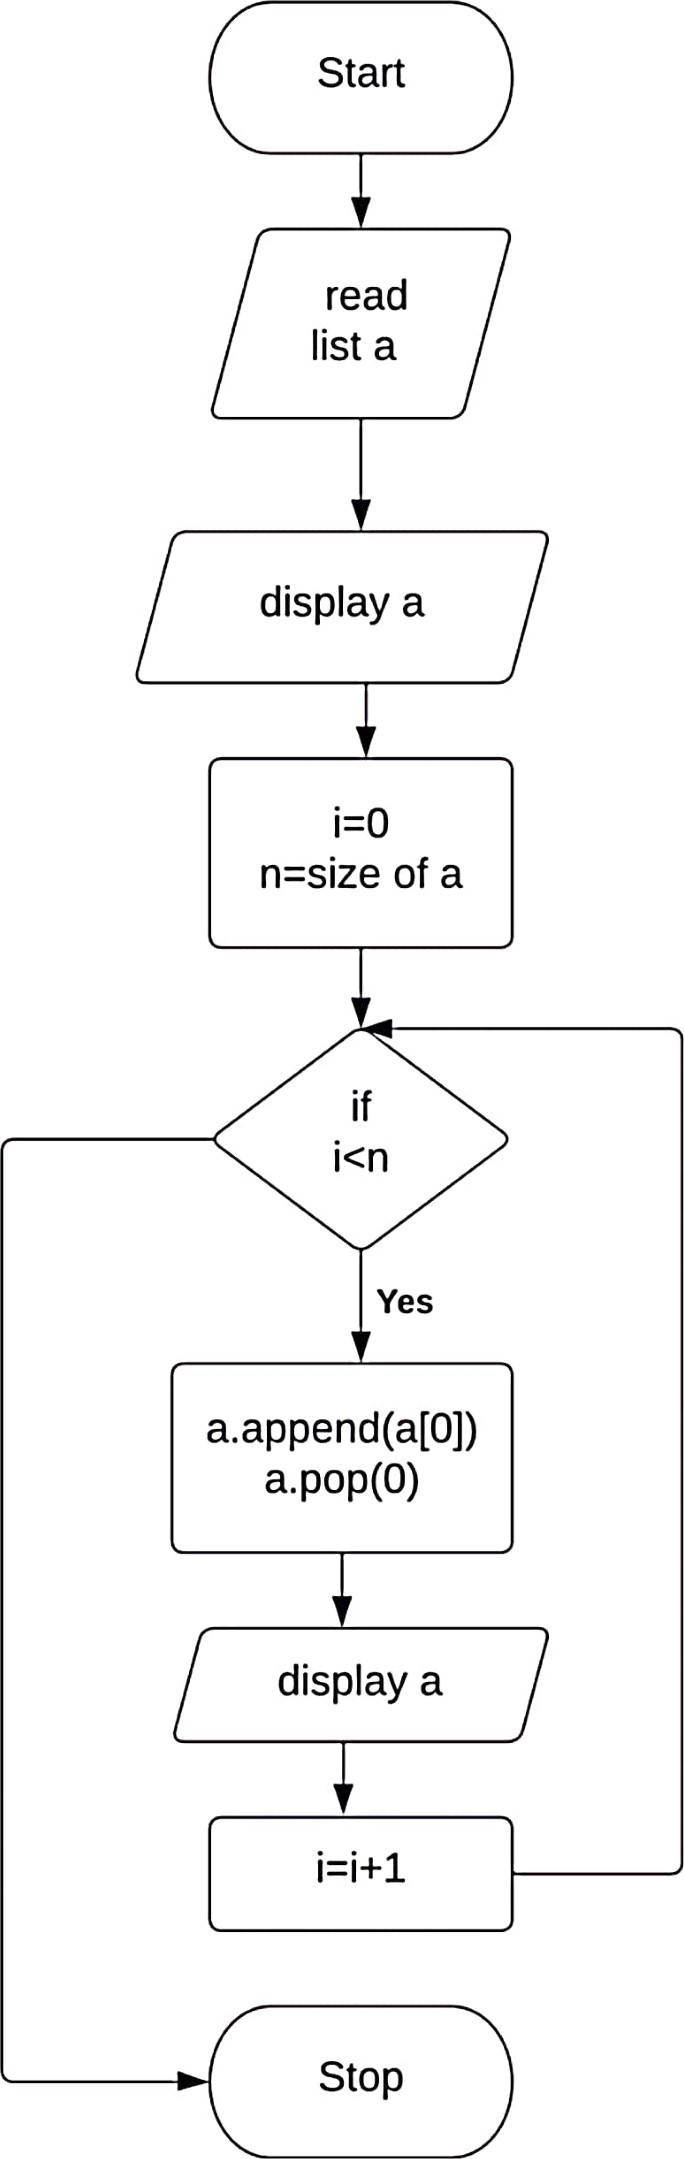 Start
read
list a
display a
i=0
n=size of a
if
i<n
Yes
a.append(a[0])
a.pop(0)
display a
i=i+1
Stop